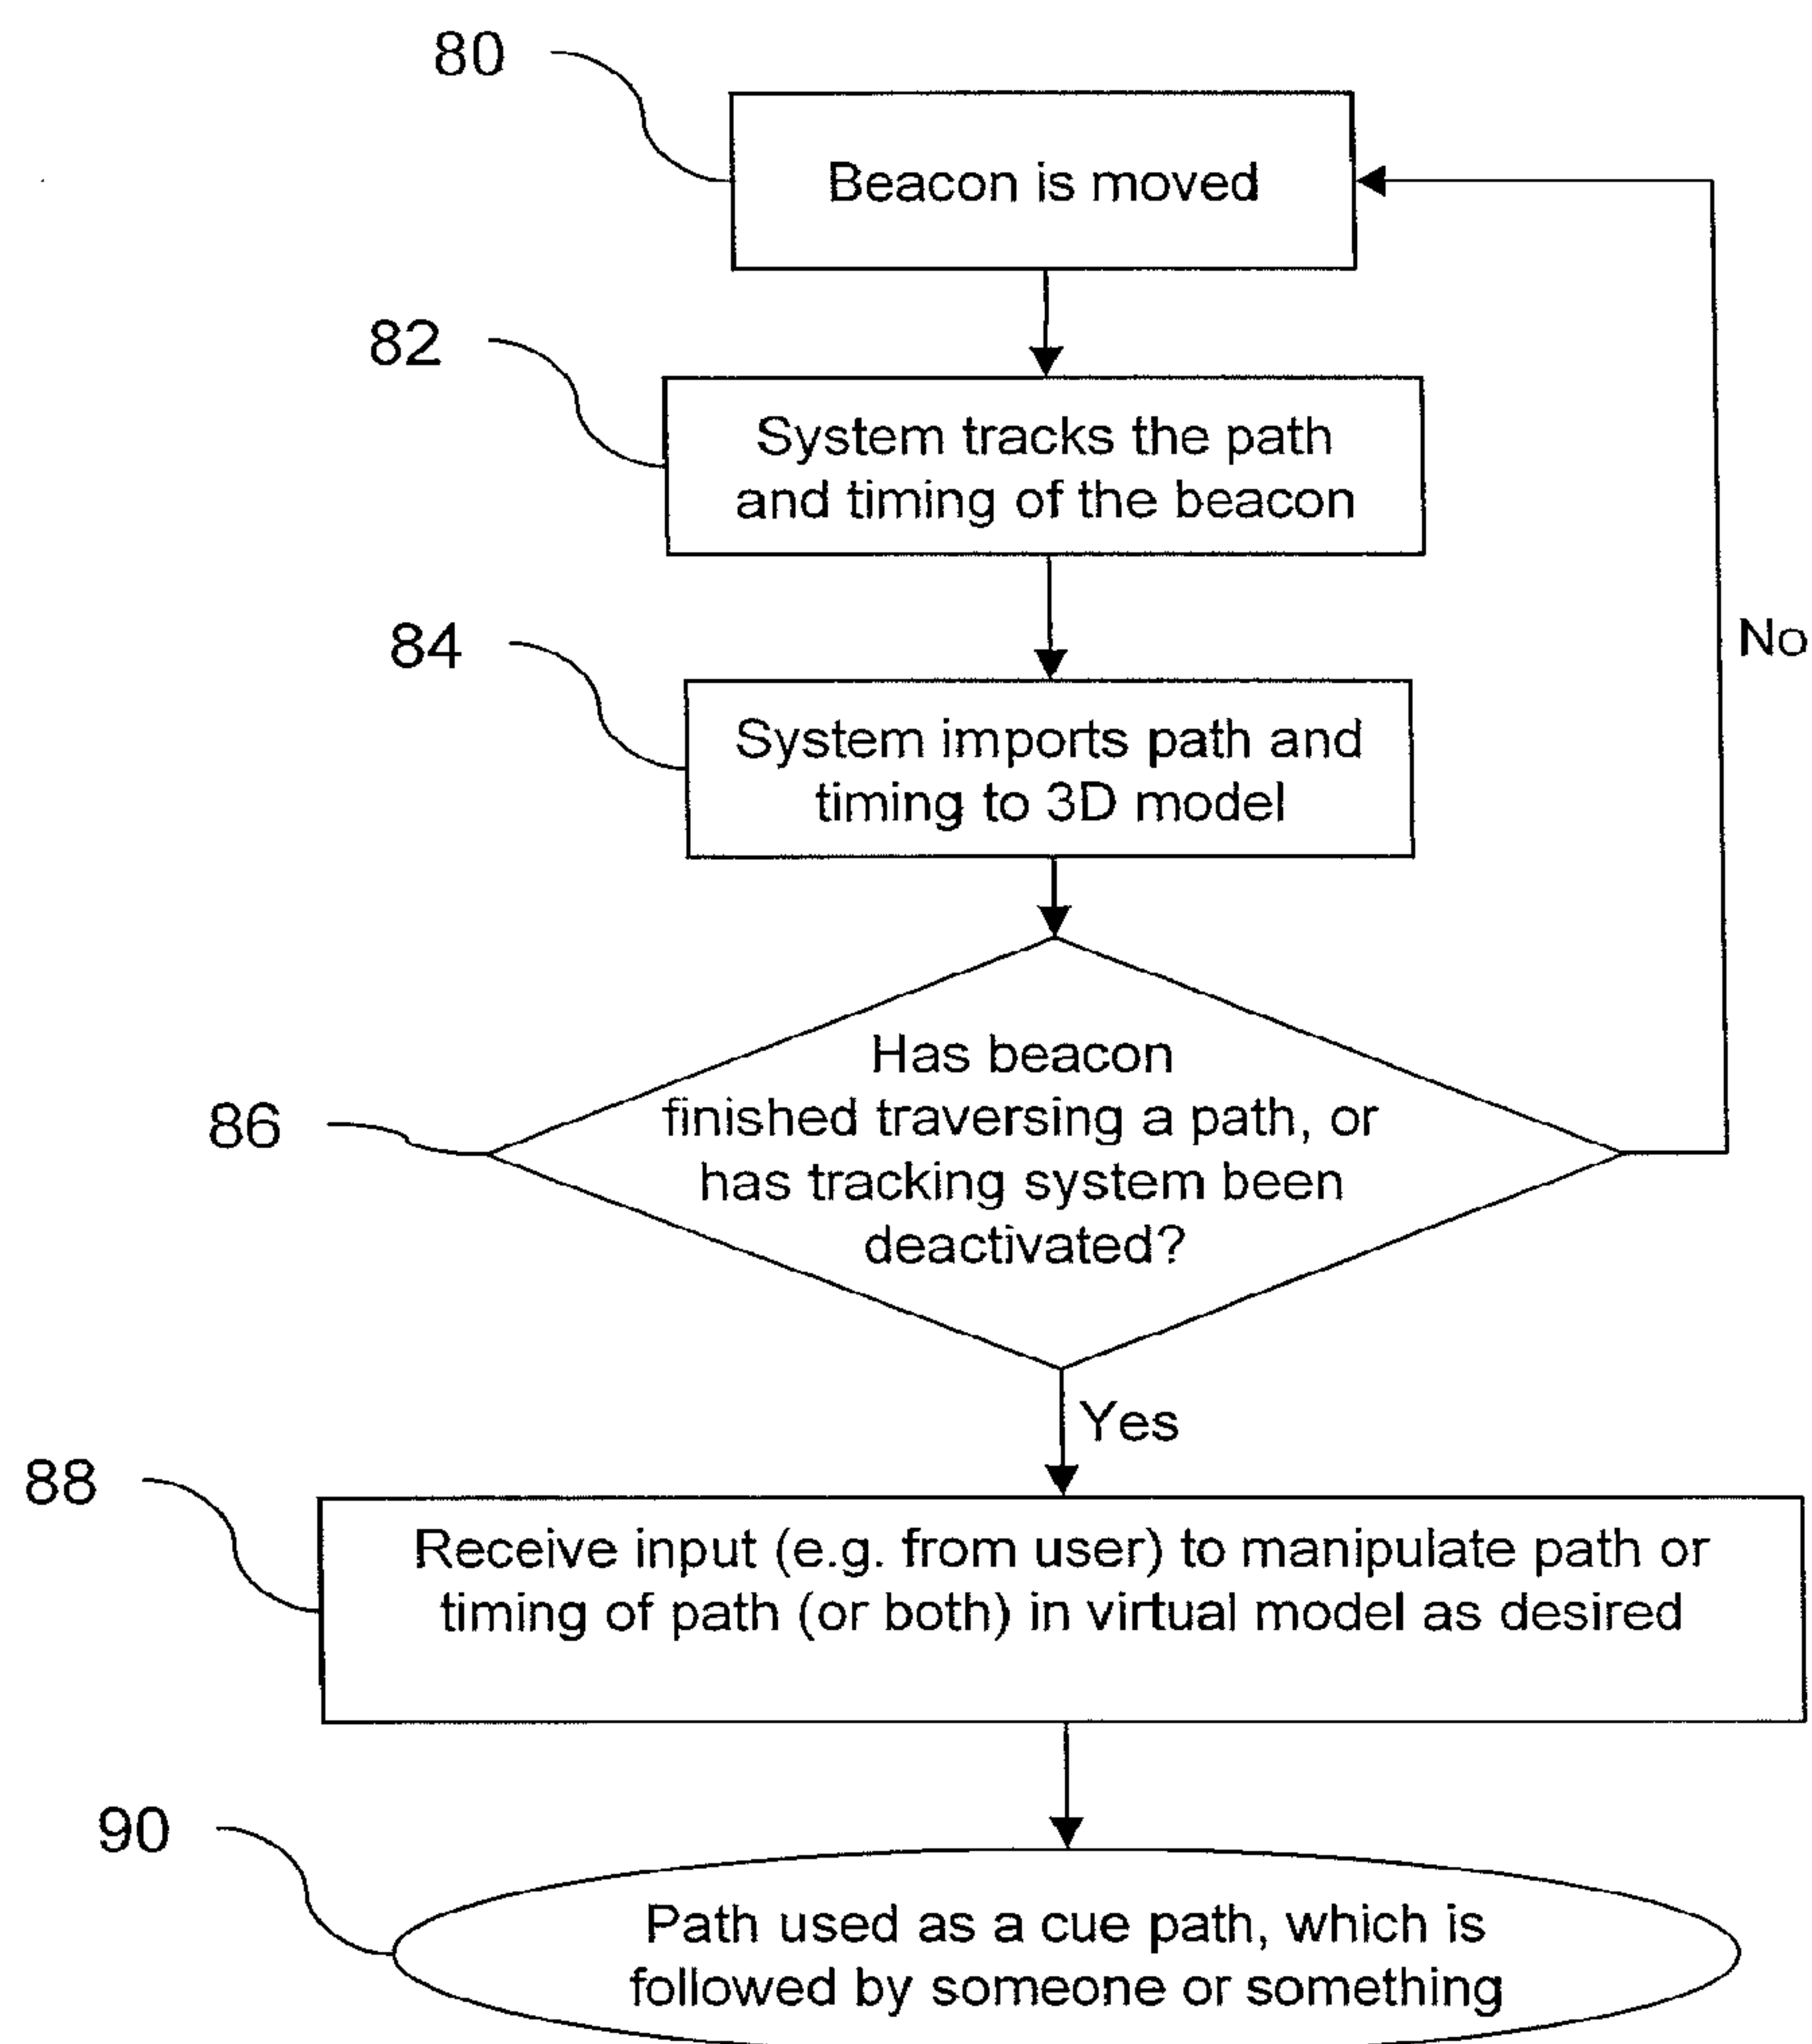 80
Beacon is moved
82
System tracks the path
and timing of the beacon
84
System imports path and
timing to 3D model
No
86
Has beacon
finished traversing a path, or
has tracking system been
deactivated?
Yes
88
Receive input (e.g. from user) to manipulate path or
timing of path (or both) in virtual model as desired
90
Path used as a cue path, which is
followed by someone or something